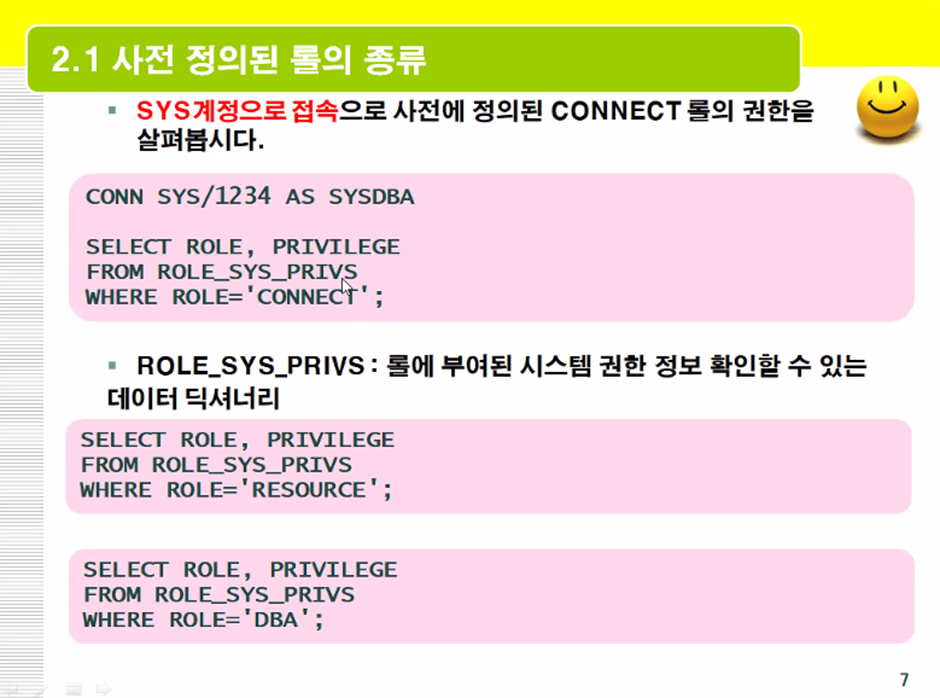 2.1 사전 정의된 롤의 종류
▪ SYS계정으로 접속으로 사전에 정의된 CONNECT 롤의 권한을
살펴봅시다.
CONN SYS/1234 AS SYSDBA
SELECT ROLE, PRIVILEGE
FROM ROLE_SYS_PRIVS
WHERE ROLE='CONNECT';
▪ ROLE_SYS_PRIVS : 롤에 부여된 시스템 권한 정보 확인할 수 있는
데이터 딕셔너리
SELECT ROLE, PRIVILEGE
FROM ROLE_SYS_PRIVS
WHERE ROLE='RESOURCE';
SELECT ROLE, PRIVILEGE
FROM ROLE_SYS_PRIVS
WHERE ROLE='DBA';
7